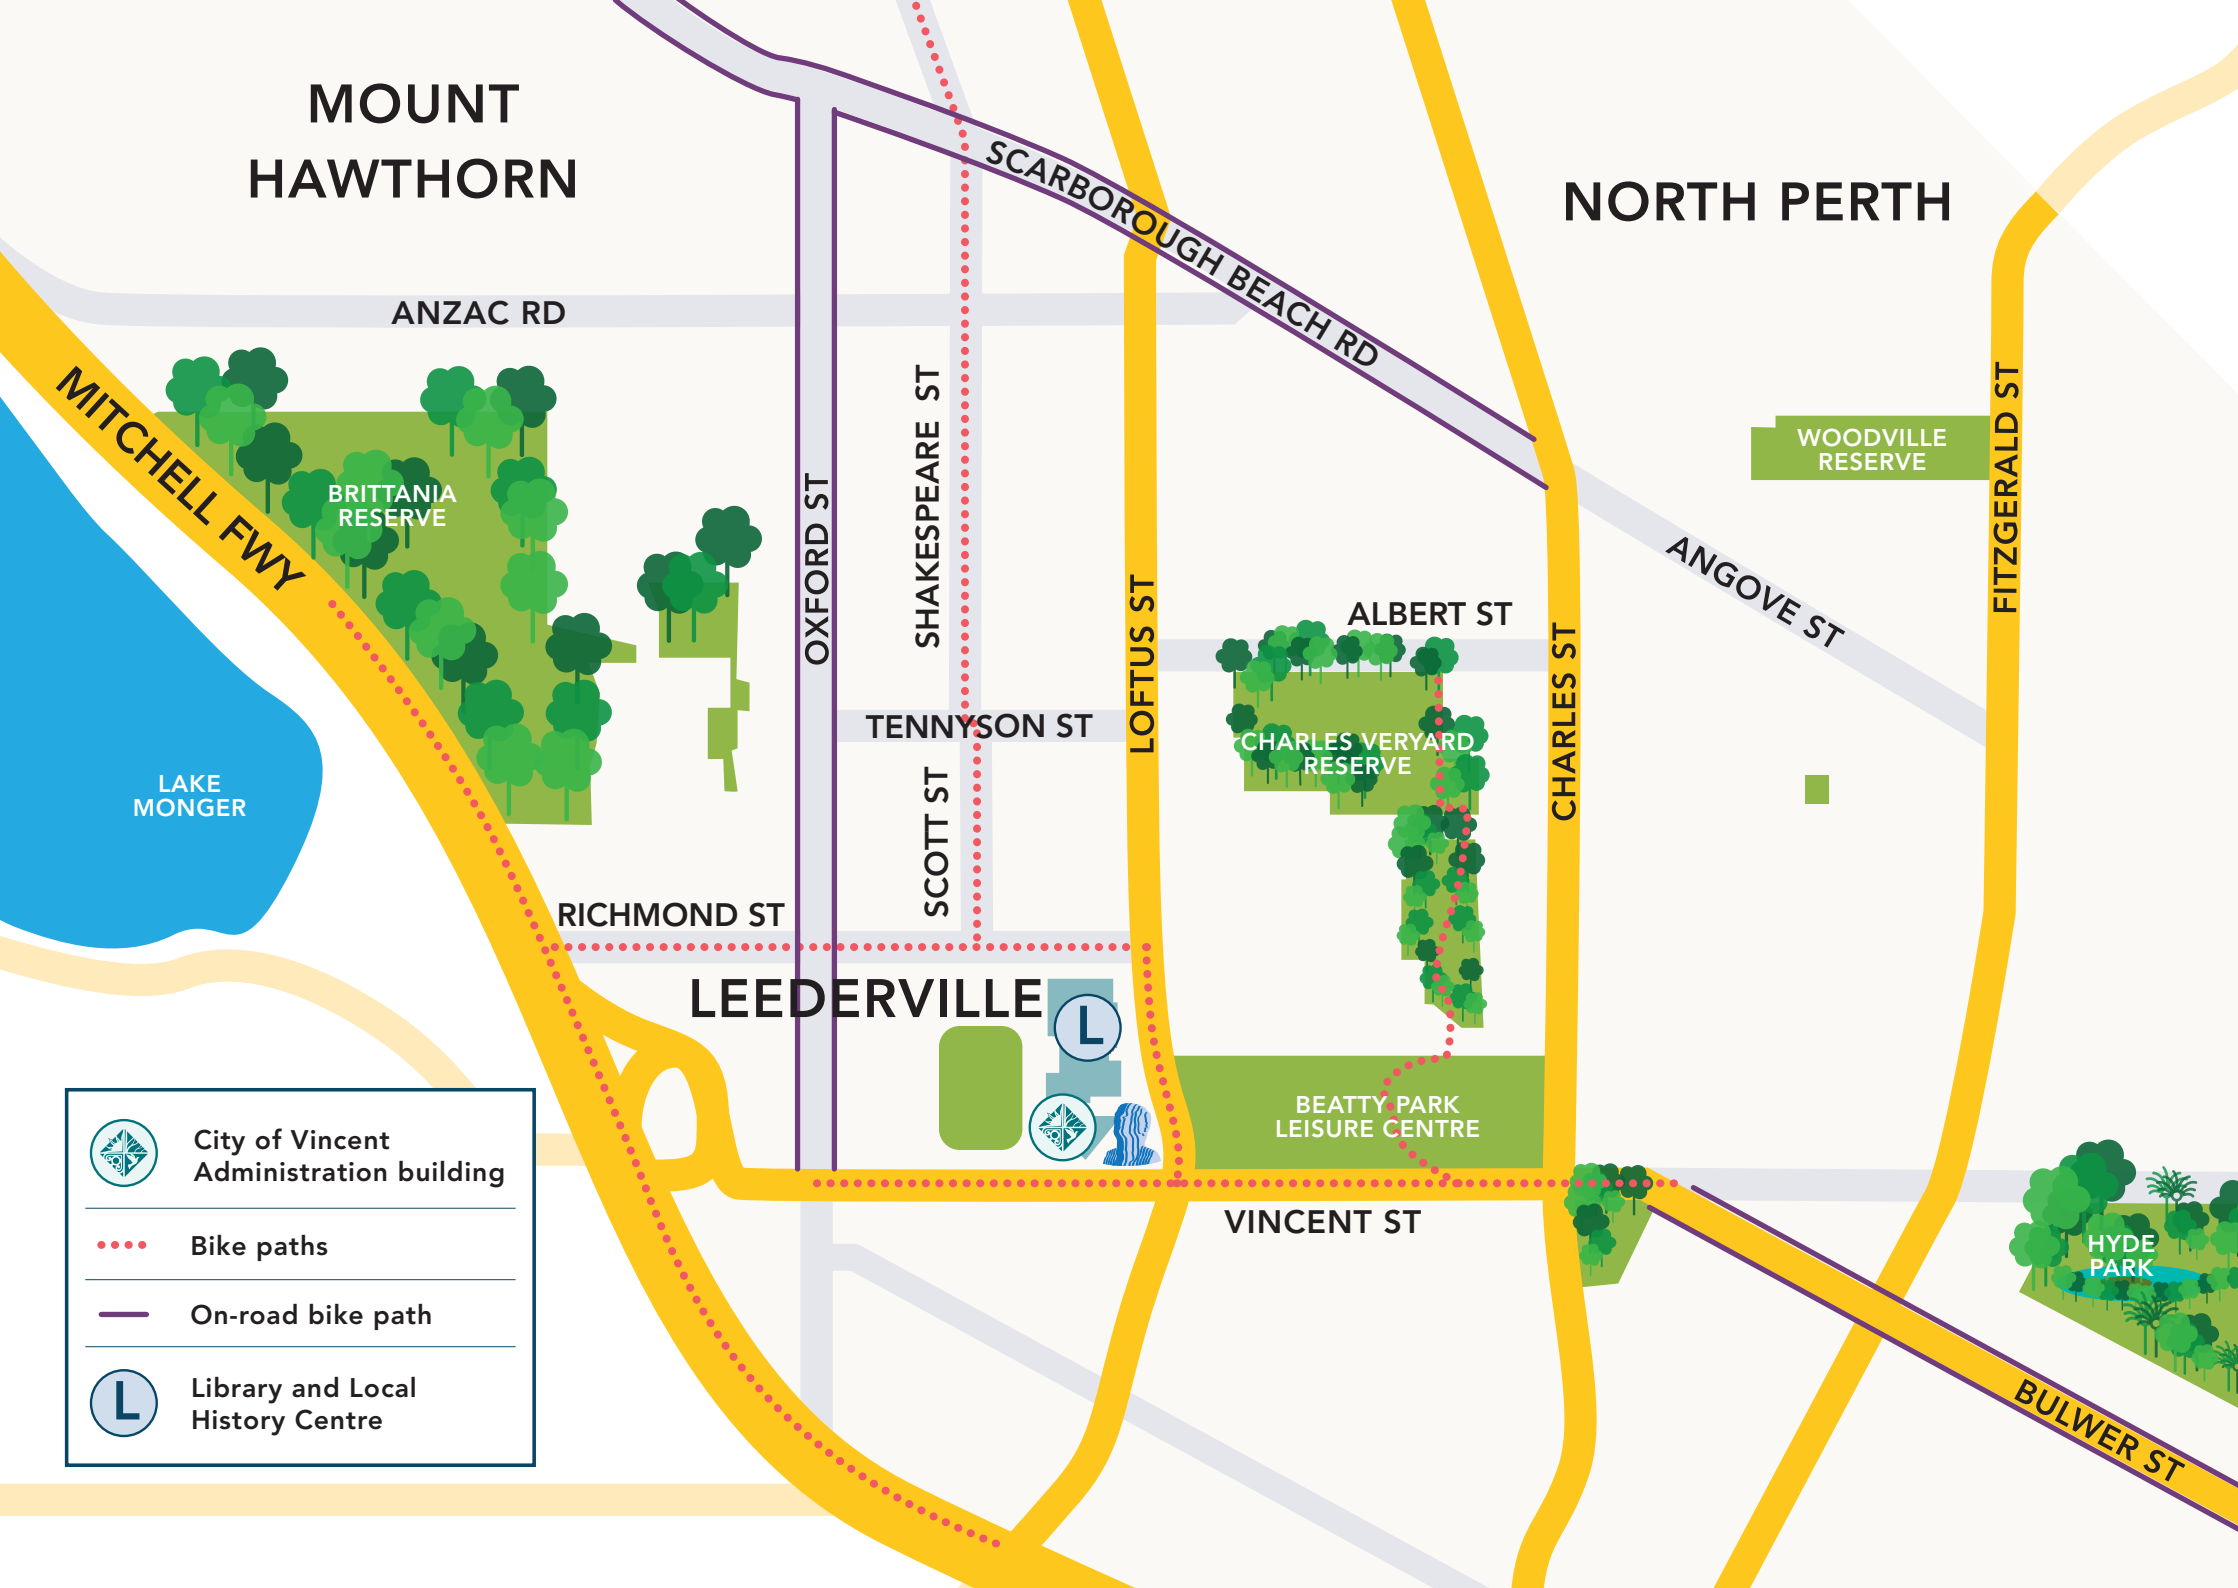 MOUNT
HAWTHORN
NORTH PERTH
SCARBOROUGH BEACH RD
ANZAC RD
MITCHELL FWY
BRITTANIA
RESERVE
OXFORD ST
SHAKESPEARE ST
WOODVILLE
RESERVE
FITZGERALD ST
ANGOVE ST
ALBERT ST
LOFTUS ST
CHARLES ST
TENNYSON ST
CHARLES VERYARD
RESERVE
LAKE
MONGER
SCOTT ST
RICHMOND ST
LEEDERVILLE
L
BEATTY PARK
LEISURE CENTRE
VINCENT ST
HYDE
PARK
BULWER ST
City of Vincent
Administration building
Bike paths
On-road bike path
L
Library and Local
History Centre